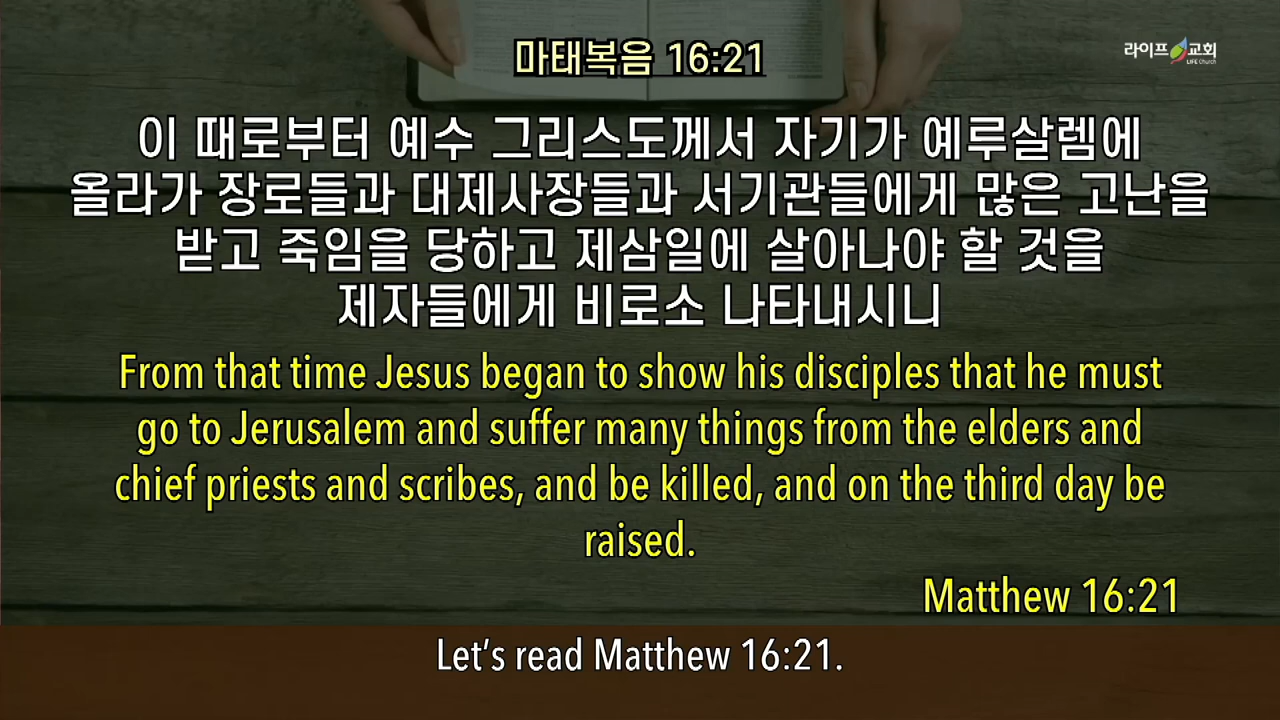 마태복음 16:21
라이프교회
LIFE Church
이 때로부터 예수 그리스도께서 자기가 예루살렘에
올라가 장로들과 대제사장들과 서기관들에게 많은 고난을
받고 죽임을 당하고 제삼일에 살아나야 할 것을
제자들에게 비로소 나타내시니
From that time Jesus began to show his disciples that he must
go to Jerusalem and suffer many things from the elders and
chief priests and scribes, and be killed, and on the third day be
raised.
Matthew 16:21
Let’s read Matthew 16:21.